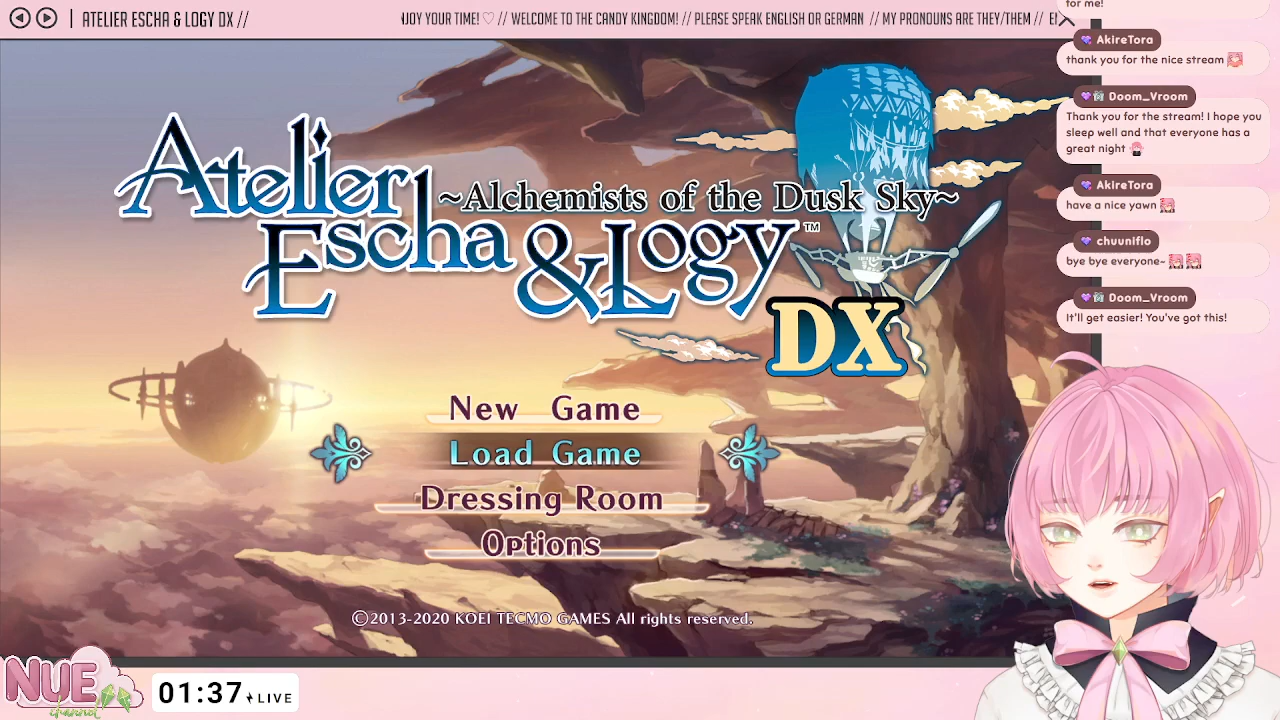 ATELIER ESCHA & LOGY DX //
JOY YOUR TIME! ♡ // WELCOME TO THE CANDY KINGDOM! // PLEASE SPEAK ENGLISH OR GERMAN // MY PRONOUNS ARE THEY/THEM //
for me!
AkireTora
thank you for the nice stream
Doom_Vroom
Thank you for the stream! I hope you
sleep well and that everyone has a
great night
AkireTora
have a nice yawn
chuuniflo
bye bye everyone~
Doom_Vroom
It'll get easier! You've got this!
Atelier
~Alchemists of the Dusk Sky~
Escha & Logy™
DX
New Game
Load Game
Dressing Room
Options
©2013-2020 KOEI TECMO GAMES All rights reserved.
NUE
channel
01:37 LIVE